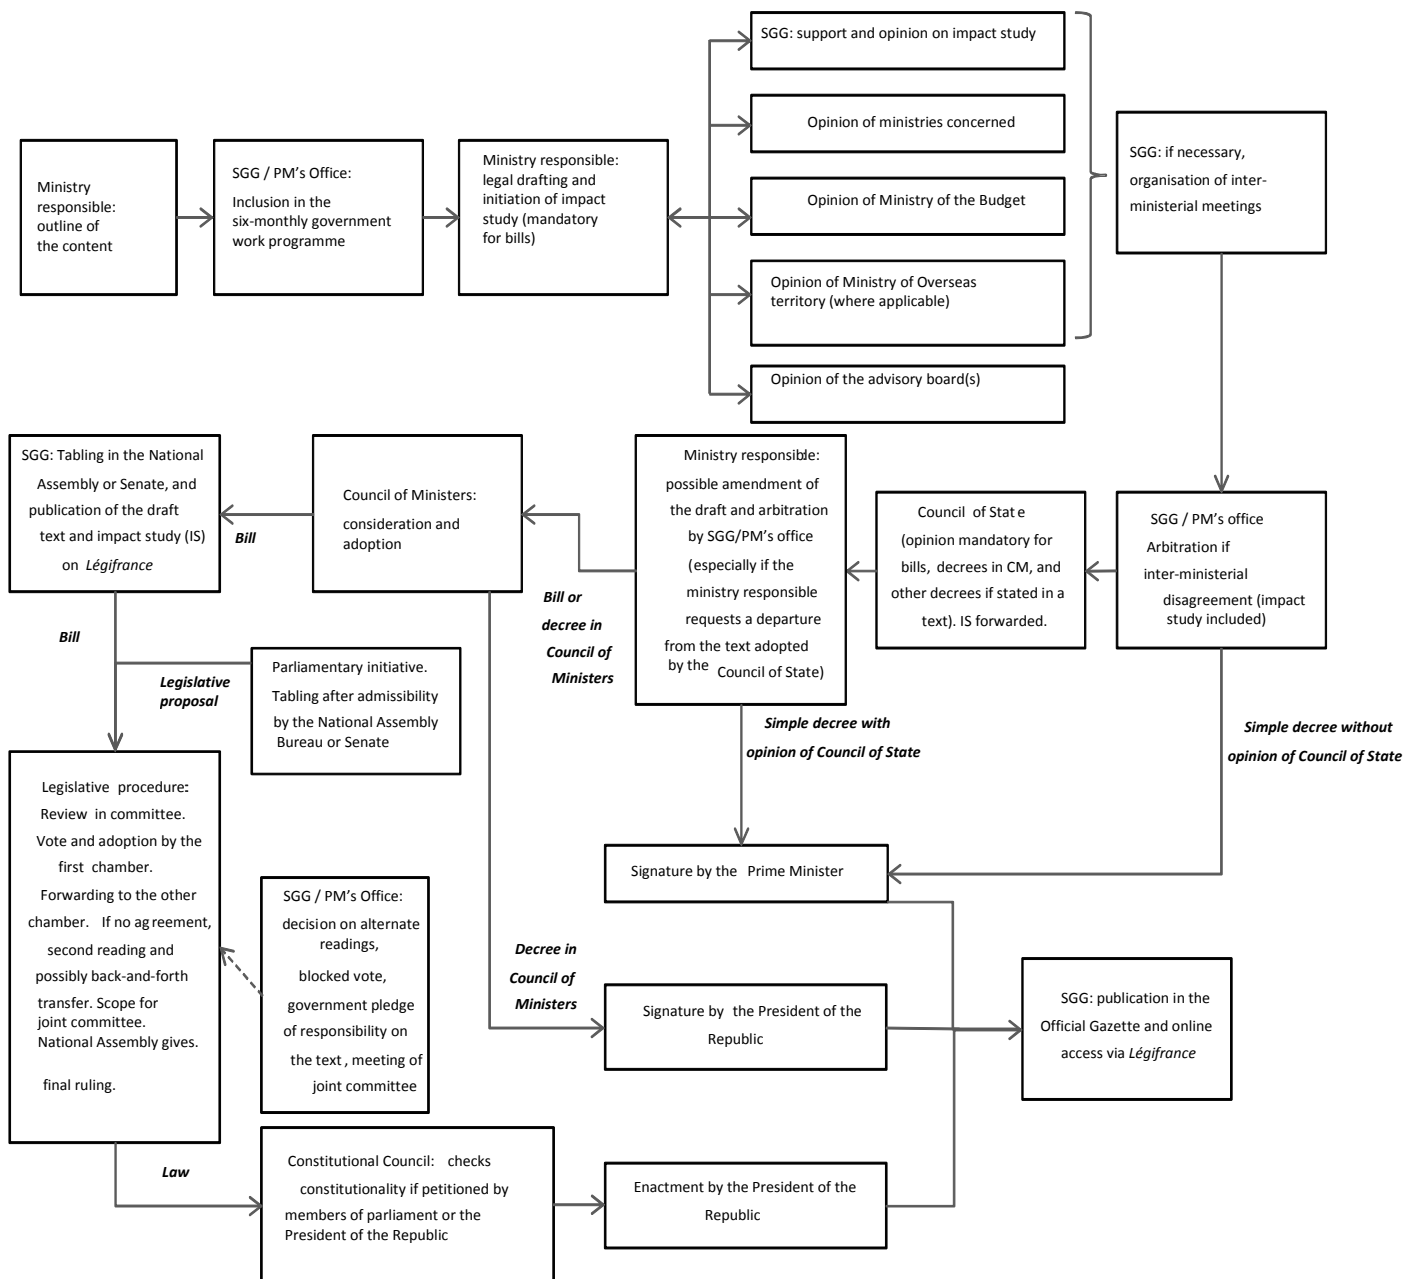 SGG: support and opinion on impact study
Opinion of ministries concerned
Opinion of Ministry of the Budget
Opinion of Ministry of Overseas
territory (where applicable)
Opinion of the advisory board(s)
Ministry
responsible:
outline of
the content
SGG / PM's Office:
Inclusion in the
six-monthly government
work programme
Ministry responsible:
legal drafting and
initiation of impact
study (mandatory
for bills)
SGG: if necessary,
organisation of inter-
ministerial meetings
SGG: Tabling in the National
Assembly or Senate, and
publication of the draft
text and impact study (IS)
on Légifrance
Bill
Council of Ministers:
consideration and
adoption
Bill or
decree in
Council of
Ministers
Ministry responsible:
possible amendment of
the draft and arbitration
by SGG/PM's office
(especially if the
ministry responsible
requests a departure
from the text adopted
by the Council of State)
Council of State
(opinion mandatory for
bills, decrees in CM, and
other decrees if stated in a
text). IS forwarded.
SGG / PM's office
Arbitration if
inter-ministerial
disagreement (impact
study included)
Bill
Legislative
proposal
Parliamentary initiative.
Tabling after admissibility
by the National Assembly
Bureau or Senate
Simple decree with
opinion of Council of State
Simple decree without
opinion of Council of State
Legislative procedure:
Review in committee.
Vote and adoption by the
first chamber.
Forwarding to the other
chamber. If no agreement,
second reading and
possibly back-and-forth
transfer. Scope for
joint committee.
National Assembly gives.
final ruling.
SGG / PM's Office:
decision on alternate
readings,
blocked vote,
government pledge
of responsibility on
the text, meeting of
joint committee
Signature by the Prime Minister
Decree in
Council of
Ministers
Signature by the President of the
Republic
SGG: publication in the
Official Gazette and online
access via Légifrance
Law
Constitutional Council: checks
constitutionality if petitioned by
members of parliament or the
President of the Republic
Enactment by the President of the
Republic